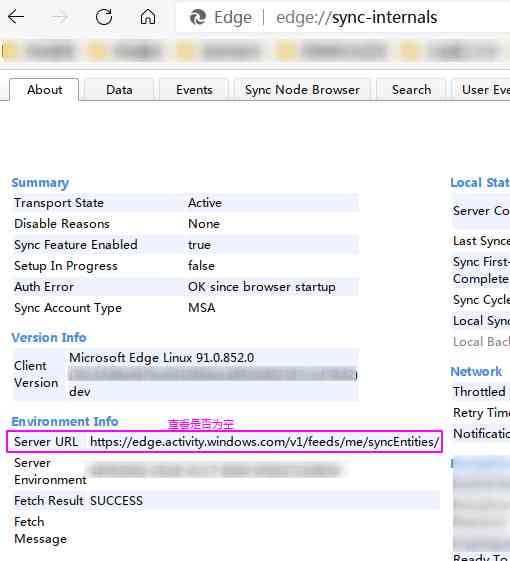 Edge | edge://sync-internals
About Data Events Sync Node Browser Search User Eve
Summary
Transport State Active
Disable Reasons None
Sync Feature Enabled true
Setup In Progress false
Auth Error OK since browser startup
Sync Account Type MSA
Version Info
Client Version Microsoft Edge Linux 91.0.852.0
dev
Environment Info
查看是否为空
Server URL https://edge.activity.windows.com/v1/feeds/me/syncEntities/
Server Environment
Fetch Result SUCCESS
Fetch Message
Local Stat
Server Co
Last Synce
Sync First-
Complete
Sync Cycle
Local Sync
Local Back
Network
Throttled
Retry Time
Notificatio
Ready To